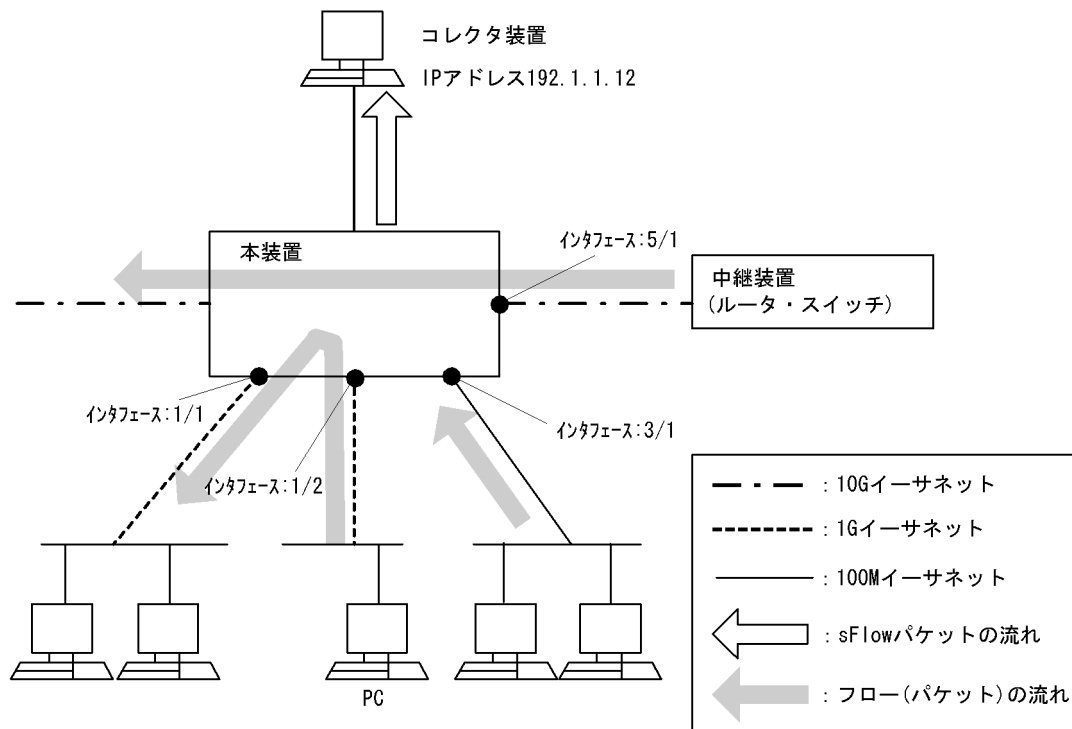 コレクタ装置
IPアドレス192.1.1.12
本装置
インタフェース:5/1
中継装置
(ルータ・スイッチ)
インタフェース:1/1
インタフェース:1/2
インタフェース:3/1
PC
:10Gイーサネット
:1Gイーサネット
:100Mイーサネット
:sFlowパケットの流れ
:フロー(パケット)の流れ